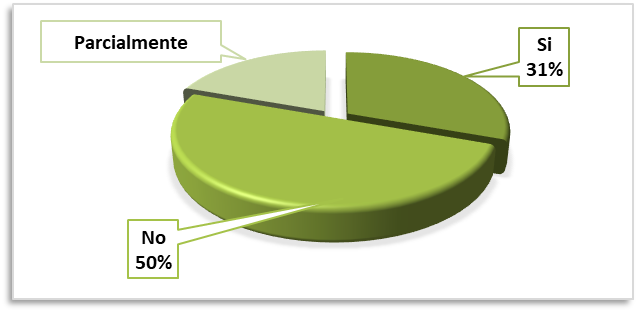 Parcialmente
Si
31%
No
50%